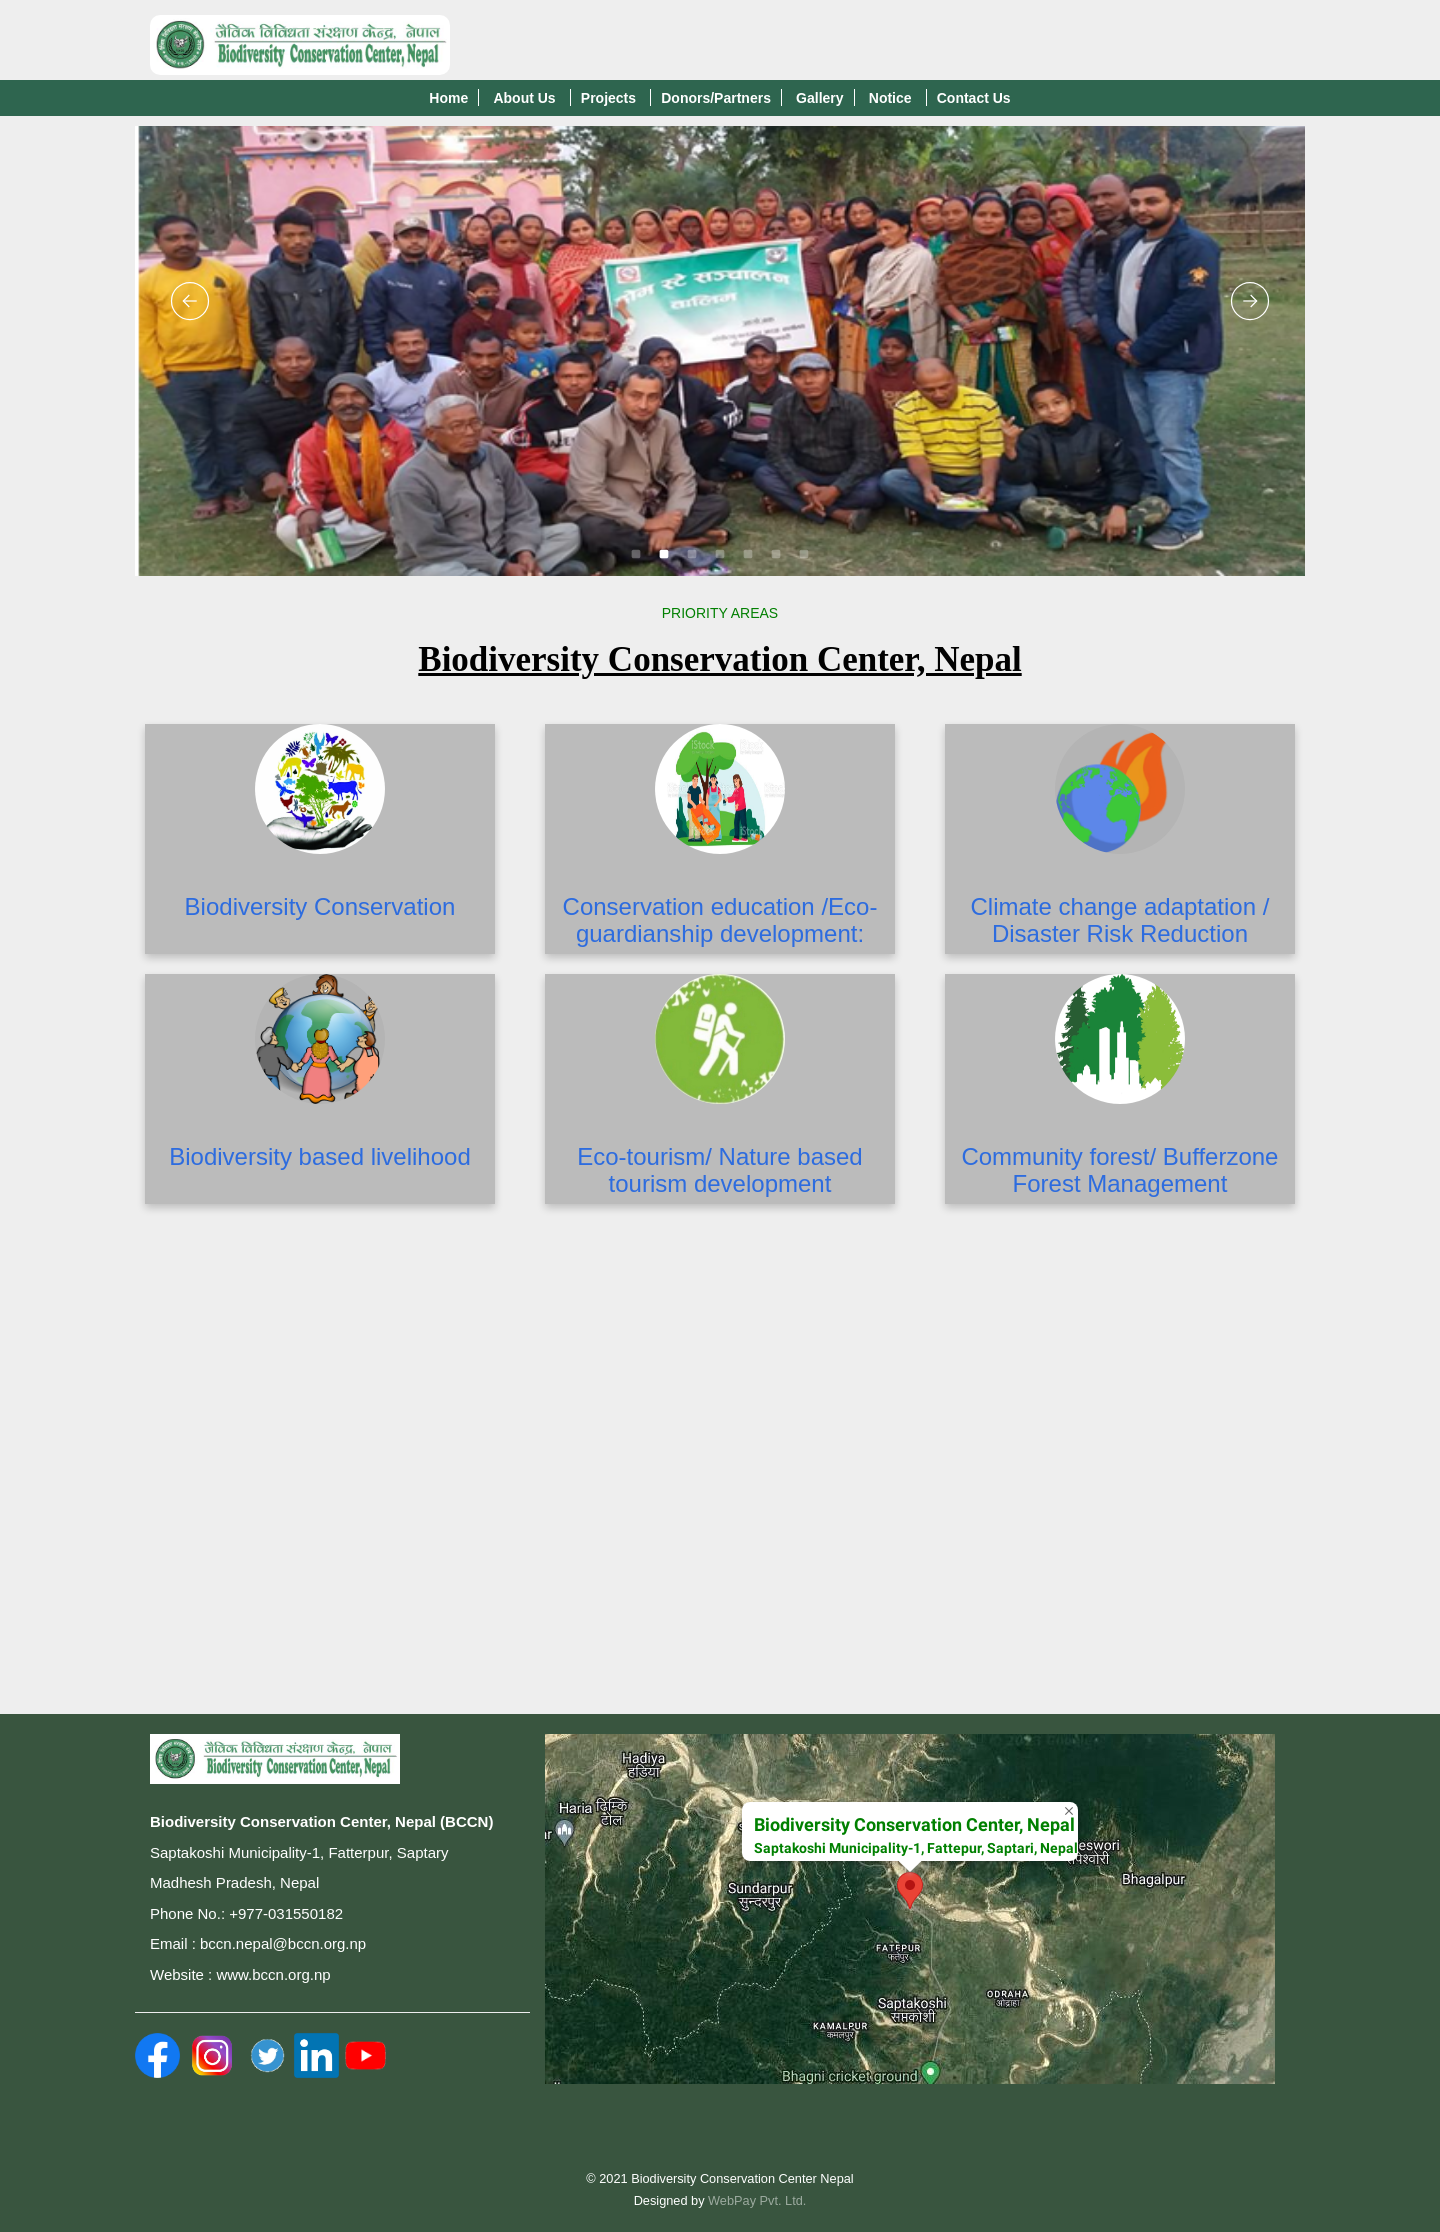 जैविक विविधता संरक्षण केन्द्र, नेपाल
Biodiversity Conservation Center, Nepal
Home
About Us
Projects
Donors/Partners
Gallery
Notice
Contact Us
होम स्टे सञ्चालन
तालिम
PRIORITY AREAS
Biodiversity Conservation Center, Nepal
iStock
Biodiversity Conservation
Conservation education /Eco-
guardianship development:
Climate change adaptation /
Disaster Risk Reduction
Biodiversity based livelihood
Eco-tourism/ Nature based
tourism development
Community forest/ Bufferzone
Forest Management
जैविक विविधता संरक्षण केन्द्र, नेपाल
Biodiversity Conservation Center, Nepal
Biodiversity Conservation Center, Nepal (BCCN)
Saptakoshi Municipality-1, Fatterpur, Saptary
Madhesh Pradesh, Nepal
Phone No.: +977-031550182
Email : bccn.nepal@bccn.org.np
Website : www.bccn.org.np
in
Hadiya
हडिया
Haria ढिम्कि
टोल
Biodiversity Conservation Center, Nepal
Saptakoshi Municipality-1, Fattepur, Saptari, Nepal
Bhagalpur
Sundarpur
सुन्दरपुर
FATEPUR
फतेपुर
ODRAHA
ओद्राहा
Saptakoshi
सप्तकोशी
KAMALPUR
कमलपुर
Bhagni cricket ground
© 2021 Biodiversity Conservation Center Nepal
Designed by WebPay Pvt. Ltd.